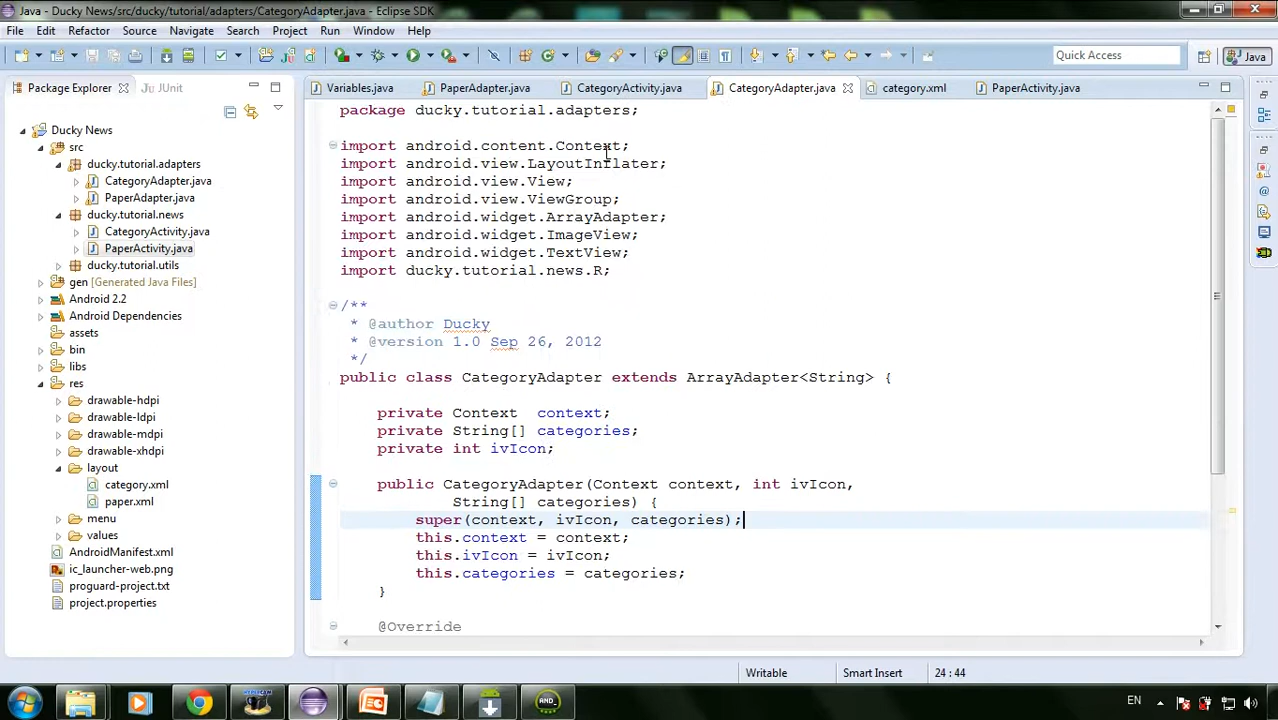 Java - Ducky News/src/ducky/tutorial/adapters/CategoryAdapter.java - Eclipse SDK
File Edit Refactor Source Navigate Search Project Run Window Help
Quick Access
Java
Package Explorer
JUnit
Variables.java
PaperAdapter.java
CategoryActivity.java
CategoryAdapter.java
category.xml
PaperActivity.java
Ducky News
src
ducky.tutorial.adapters
CategoryAdapter.java
PaperAdapter.java
ducky.tutorial.news
CategoryActivity.java
PaperActivity.java
ducky.tutorial.utils
gen [Generated Java Files]
Android 2.2
Android Dependencies
assets
bin
libs
res
drawable-hdpi
drawable-ldpi
drawable-mdpi
drawable-xhdpi
layout
category.xml
paper.xml
menu
values
AndroidManifest.xml
ic_launcher-web.png
proguard-project.txt
project.properties
package ducky.tutorial.adapters;
import android.content.Context;
import android.view.LayoutInflater;
import android.view.View;
import android.view.ViewGroup;
import android.widget.ArrayAdapter;
import android.widget.ImageView;
import android.widget.TextView;
import ducky.tutorial.news.R;
/**
* @author Ducky
* @version 1.0 Sep 26, 2012
*/
public class CategoryAdapter extends ArrayAdapter<String> {
private Context context;
private String[] categories;
private int ivIcon;
public CategoryAdapter(Context context, int ivIcon,
String[] categories) {
super(context, ivIcon, categories);
this.context = context;
this.ivIcon = ivIcon;
this.categories = categories;
}
@Override
Writable
Smart Insert
24 : 44
AND_
EN